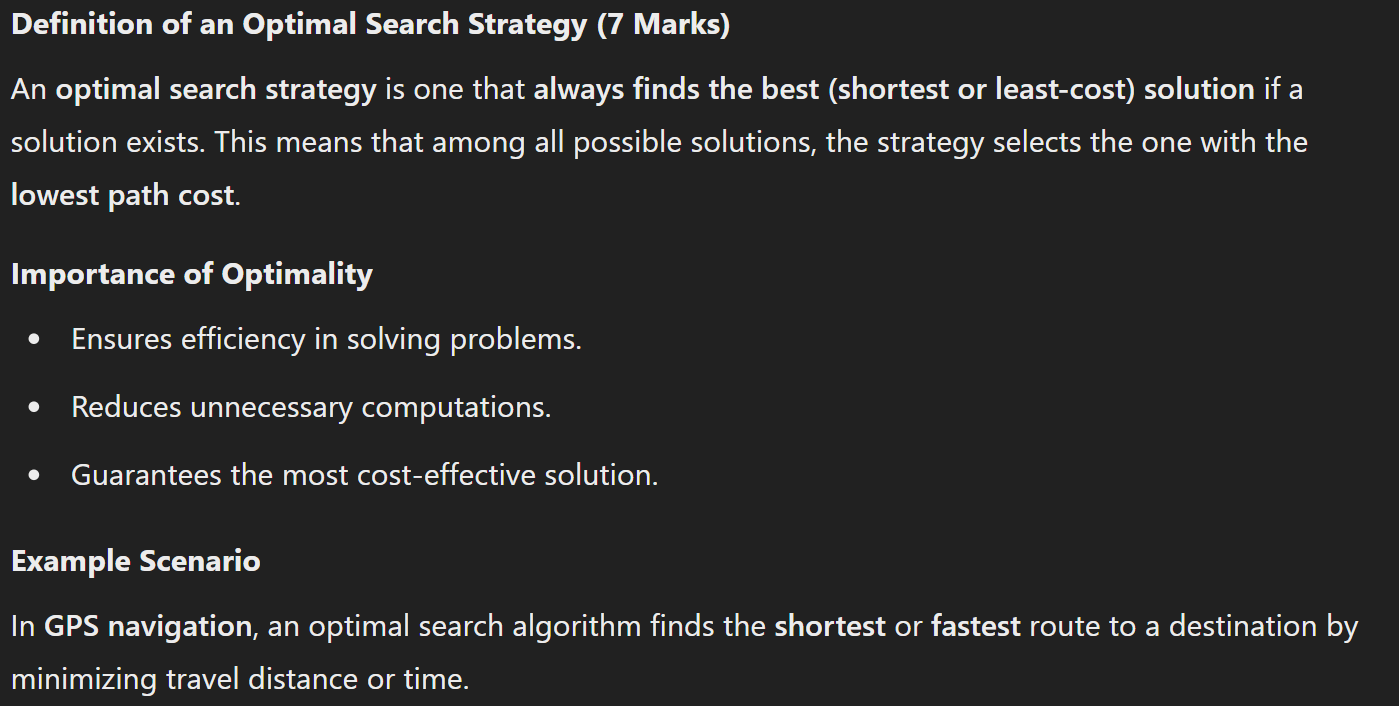 Definition of an Optimal Search Strategy (7 Marks)
An optimal search strategy is one that always finds the best (shortest or least-cost) solution if a
solution exists. This means that among all possible solutions, the strategy selects the one with the
lowest path cost.
Importance of Optimality
• Ensures efficiency in solving problems.
• Reduces unnecessary computations.
• Guarantees the most cost-effective solution.
Example Scenario
In GPS navigation, an optimal search algorithm finds the shortest or fastest route to a destination by
minimizing travel distance or time.